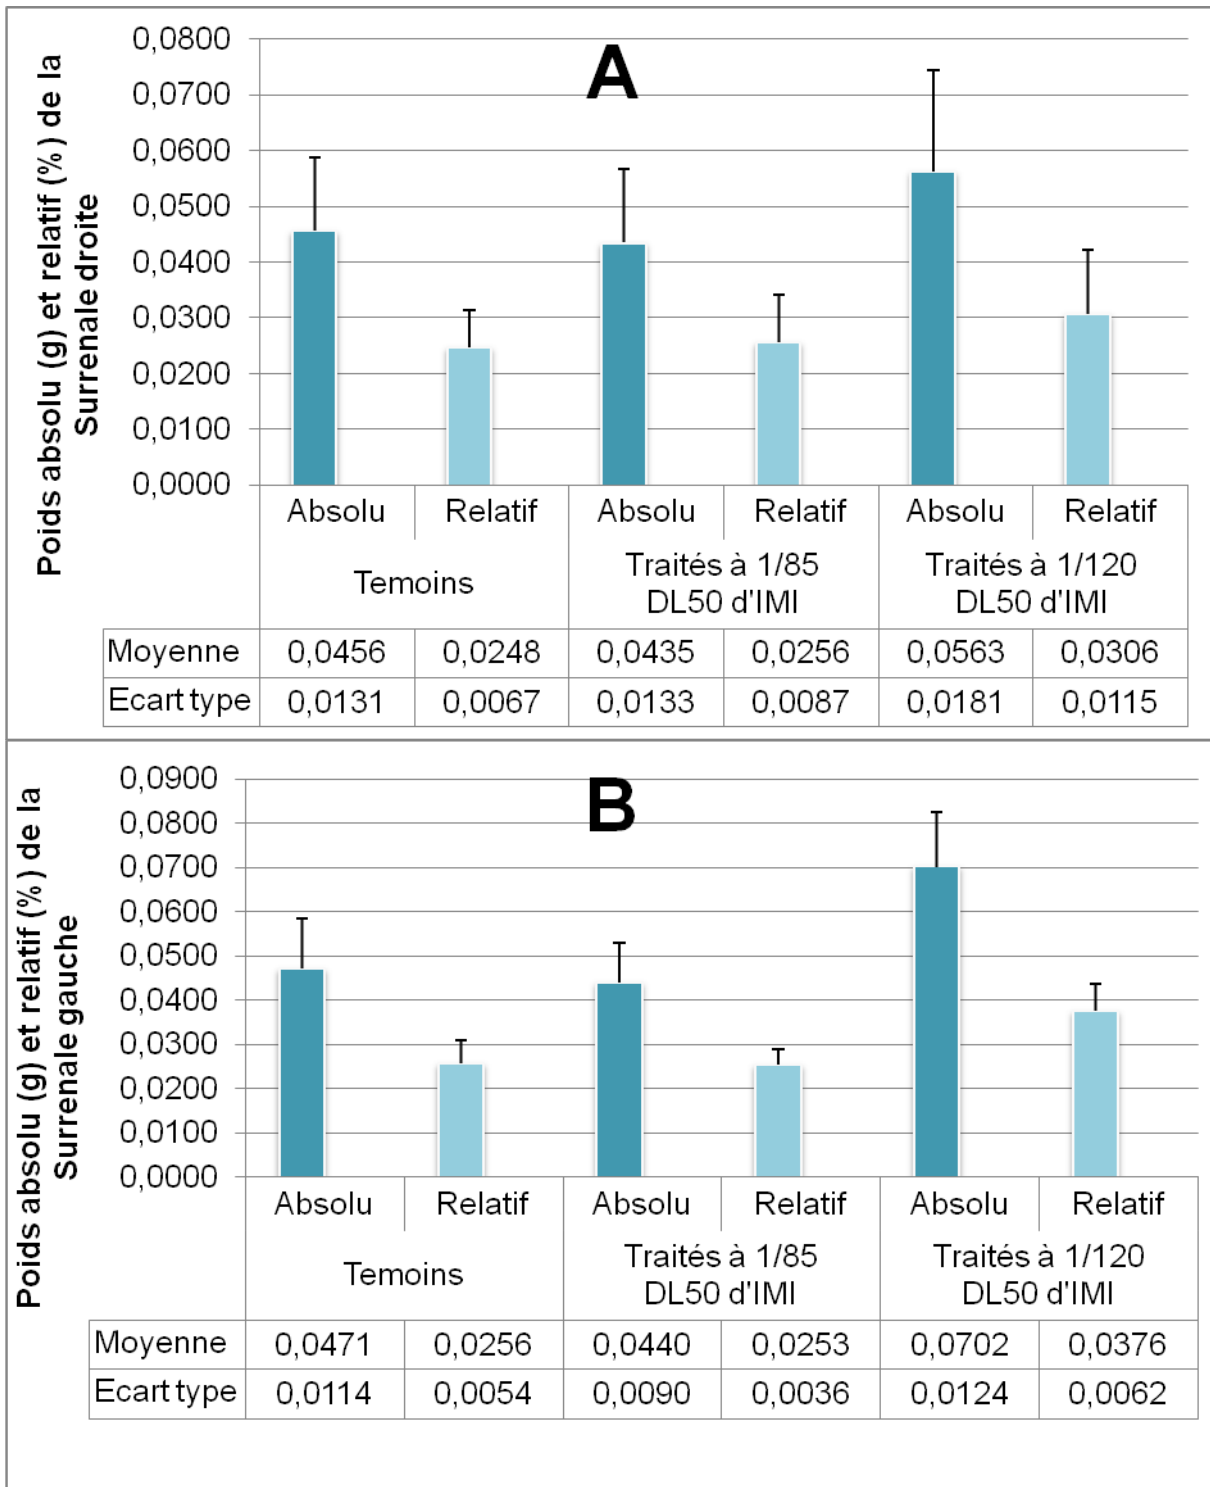 A
Poids absolu (g) et relatif (%) de la
Surrenale droite
0,0800
0,0700
0,0600
0,0500
0,0400
0,0300
0,0200
0,0100
0,0000
Absolu Relatif Absolu Relatif Absolu Relatif
Temoins
Traités à 1/85
DL50 d'IMI
Traités à 1/120
DL50 d'IMI
Moyenne 0,0456 0,0248 0,0435 0,0256 0,0563 0,0306
Ecart type 0,0131 0,0067 0,0133 0,0087 0,0181 0,0115
B
Poids absolu (g) et relatif (%) de la
Surrenale gauche
0,0900
0,0800
0,0700
0,0600
0,0500
0,0400
0,0300
0,0200
0,0100
0,0000
Absolu Relatif Absolu Relatif Absolu Relatif
Temoins
Traités à 1/85
DL50 d'IMI
Traités à 1/120
DL50 d'IMI
Moyenne 0,0471 0,0256 0,0440 0,0253 0,0702 0,0376
Ecart type 0,0114 0,0054 0,0090 0,0036 0,0124 0,0062